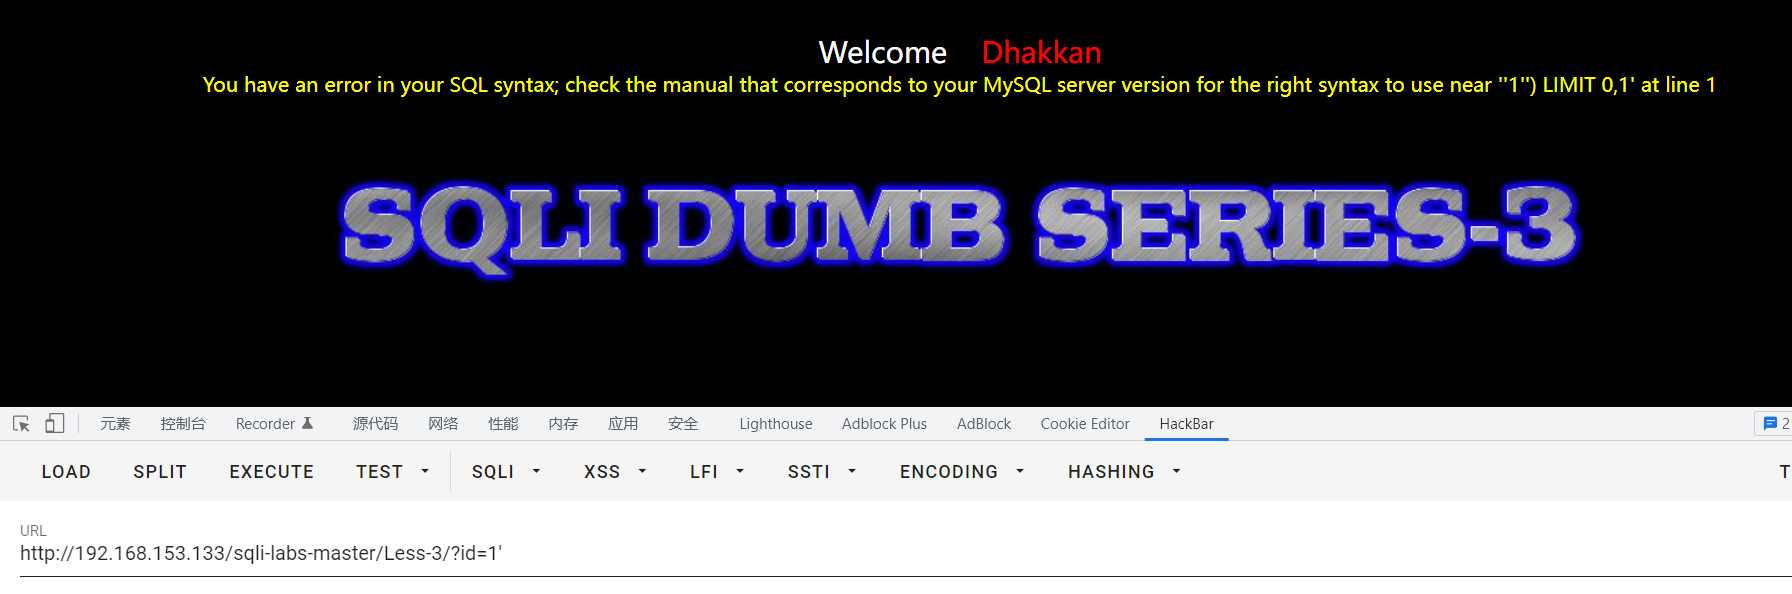 Welcome Dhakkan
You have an error in your SQL syntax; check the manual that corresponds to your MySQL server version for the right syntax to use near ''1'') LIMIT 0,1' at line 1
SQLI DUMB SERIES-3
元素 控制台 Recorder 源代码 网络 性能 内存 应用 安全 Lighthouse Adblock Plus AdBlock Cookie Editor HackBar 2
LOAD SPLIT EXECUTE TEST SQLI XSS LFI SSTI ENCODING HASHING T
URL
http://192.168.153.133/sqli-labs-master/Less-3/?id=1'